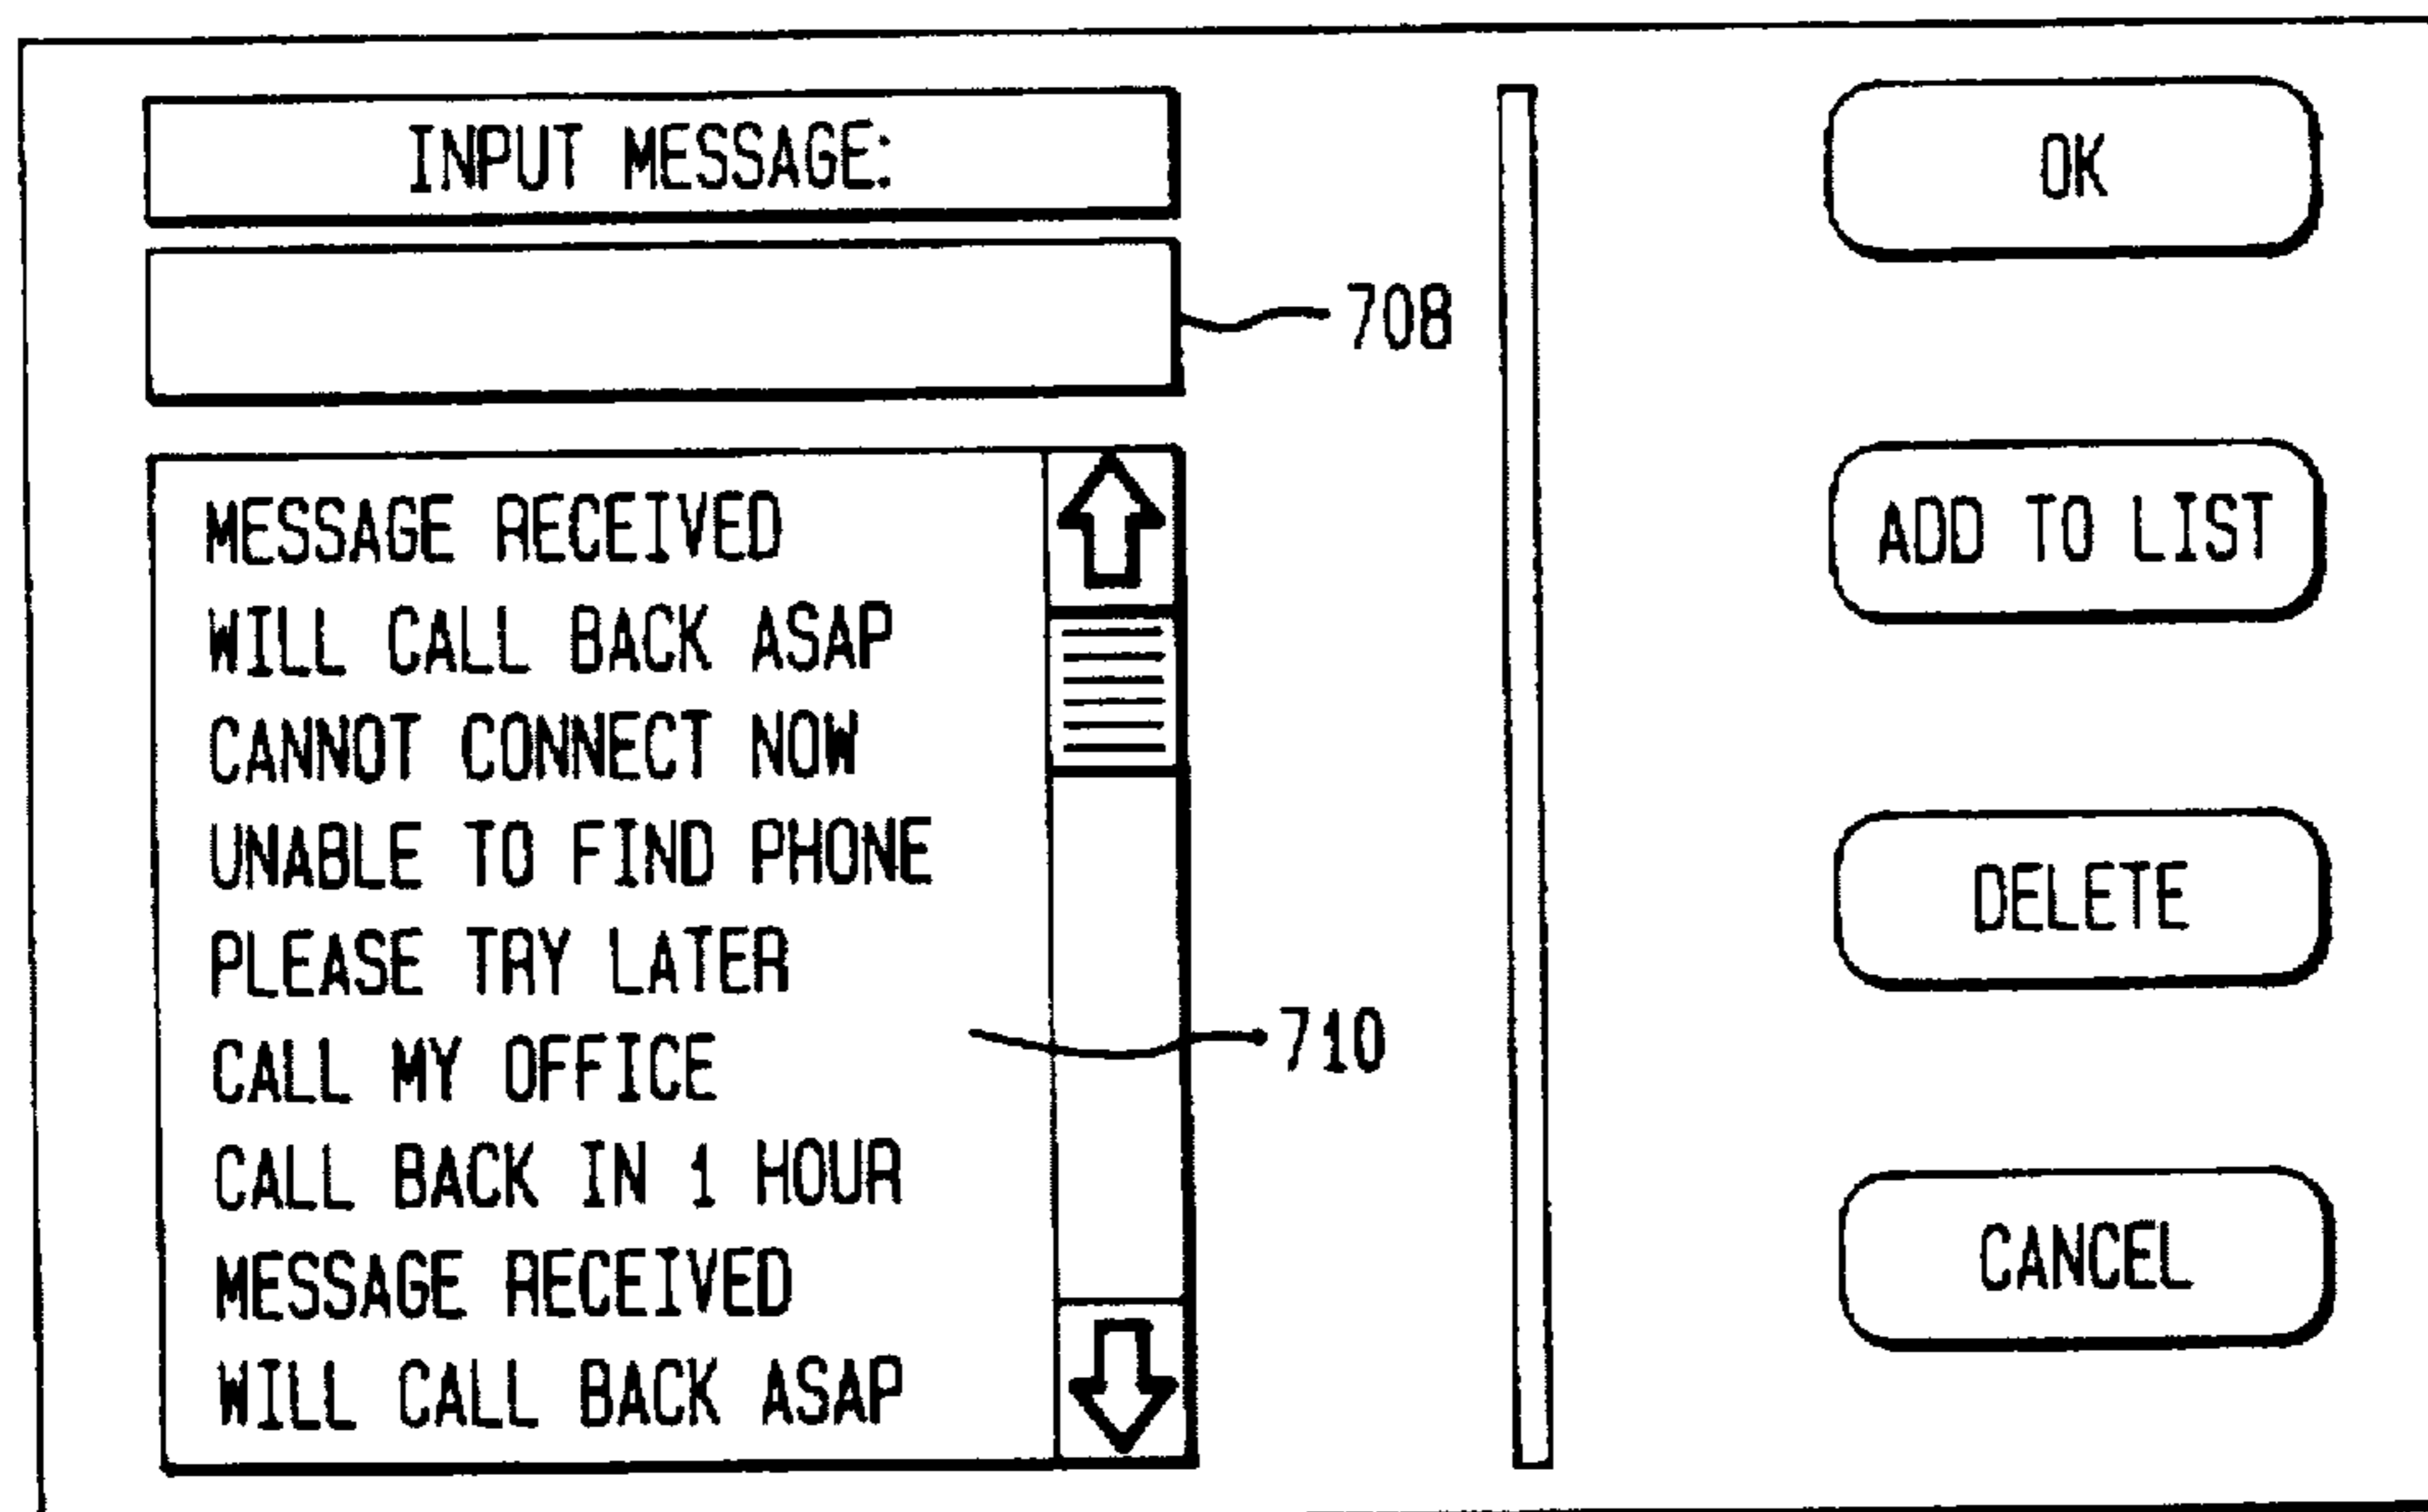 INPUT MESSAGE:
708
MESSAGE RECEIVED
WILL CALL BACK ASAP
CANNOT CONNECT NOW
UNABLE TO FIND PHONE
PLEASE TRY LATER
CALL MY OFFICE
CALL BACK IN 1 HOUR
MESSAGE RECEIVED
WILL CALL BACK ASAP
710
OK
ADD TO LIST
DELETE
CANCEL